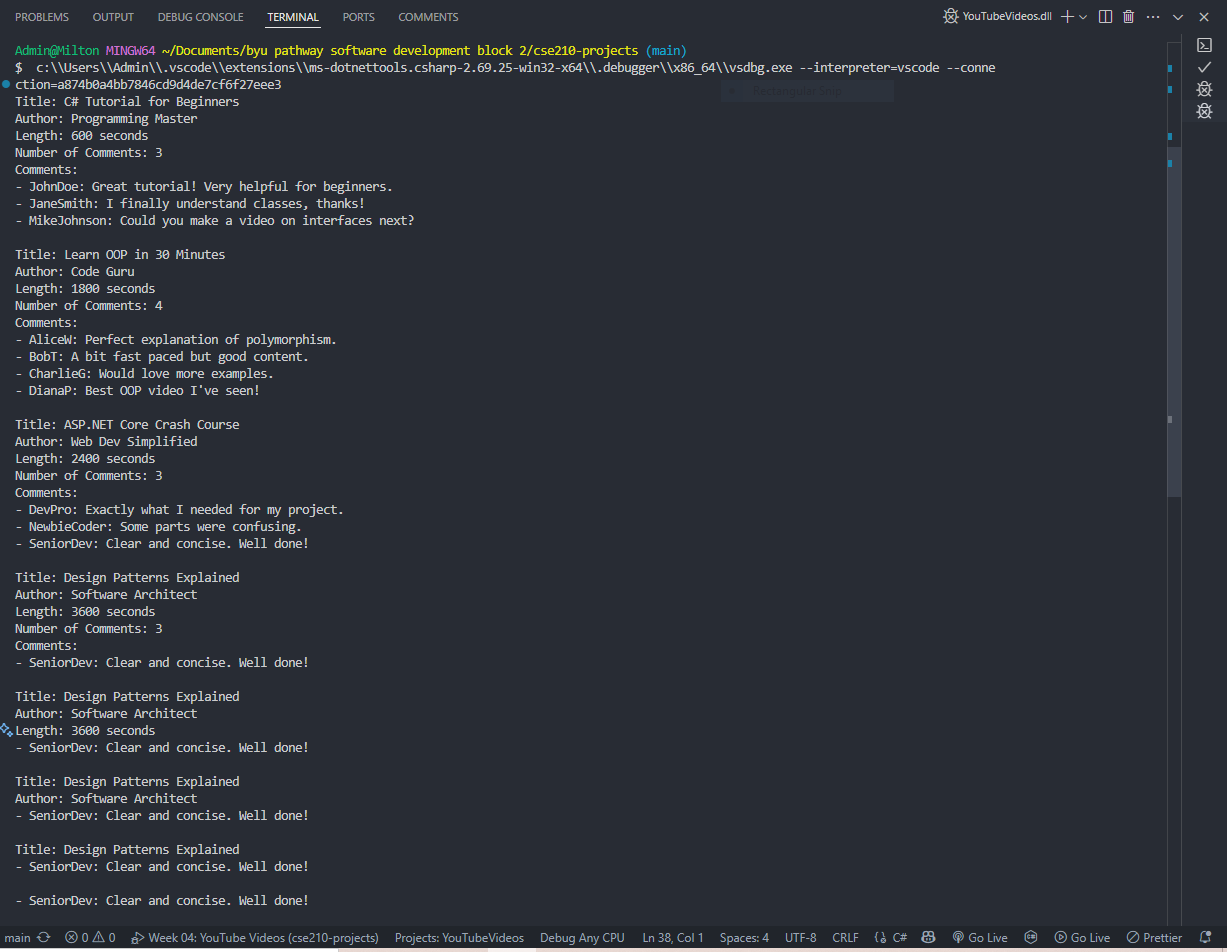 PROBLEMS OUTPUT DEBUG CONSOLE TERMINAL PORTS COMMENTS YouTubeVideos.dll
Admin@Milton MINGW64 ~/Documents/byu pathway software development block 2/cse210-projects (main)
$ c:\\Users\\Admin\\.vscode\\extensions\\ms-dotnettools.csharp-2.69.25-win32-x64\\.debugger\\x86_64\\vsdbg.exe --interpreter=vscode --conne
ction=a874b0a4bb7846cd9d4de7cf6f27eee3
Rectangular Snip
Title: C# Tutorial for Beginners
Author: Programming Master
Length: 600 seconds
Number of Comments: 3
Comments:
- JohnDoe: Great tutorial! Very helpful for beginners.
- JaneSmith: I finally understand classes, thanks!
- MikeJohnson: Could you make a video on interfaces next?
Title: Learn OOP in 30 Minutes
Author: Code Guru
Length: 1800 seconds
Number of Comments: 4
Comments:
- AliceW: Perfect explanation of polymorphism.
- BobT: A bit fast paced but good content.
- CharlieG: Would love more examples.
- DianaP: Best OOP video I've seen!
Title: ASP.NET Core Crash Course
Author: Web Dev Simplified
Length: 2400 seconds
Number of Comments: 3
Comments:
- DevPro: Exactly what I needed for my project.
- NewbieCoder: Some parts were confusing.
- SeniorDev: Clear and concise. Well done!
Title: Design Patterns Explained
Author: Software Architect
Length: 3600 seconds
Number of Comments: 3
Comments:
- SeniorDev: Clear and concise. Well done!
Title: Design Patterns Explained
Author: Software Architect
Length: 3600 seconds
- SeniorDev: Clear and concise. Well done!
Title: Design Patterns Explained
Author: Software Architect
- SeniorDev: Clear and concise. Well done!
Title: Design Patterns Explained
- SeniorDev: Clear and concise. Well done!
- SeniorDev: Clear and concise. Well done!
main 0 0 Week 04: YouTube Videos (cse210-projects) Projects: YouTubeVideos Debug Any CPU Ln 38, Col 1 Spaces: 4 UTF-8 CRLF {} C# Go Live Go Live Prettier